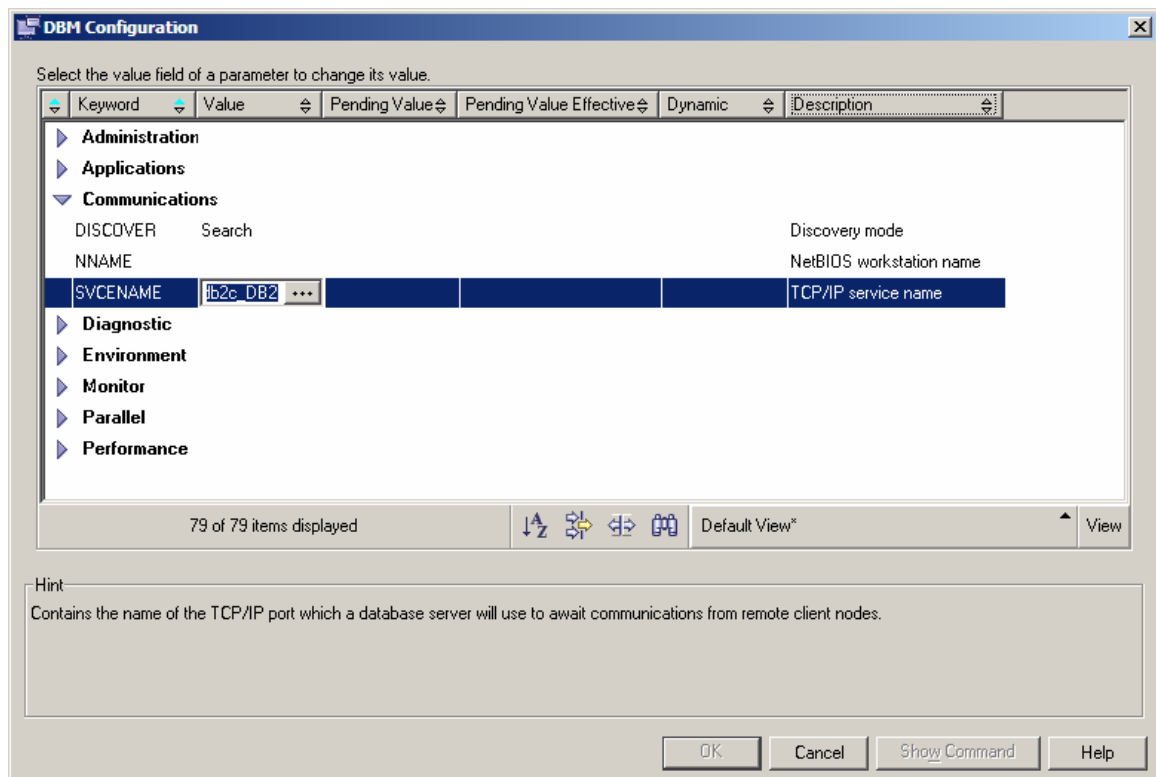 DBM Configuration
Select the value field of a parameter to change its value.
Keyword Value Pending Value Pending Value Effective Dynamic Description
Administration
Applications
Communications
DISCOVER Search Discovery mode
NNAME NetBIOS workstation name
SVCENAME db2c_DB2 ... TCP/IP service name
Diagnostic
Environment
Monitor
Parallel
Performance
79 of 79 items displayed Default View* View
Hint
Contains the name of the TCP/IP port which a database server will use to await communications from remote client nodes.
OK Cancel Show Command Help